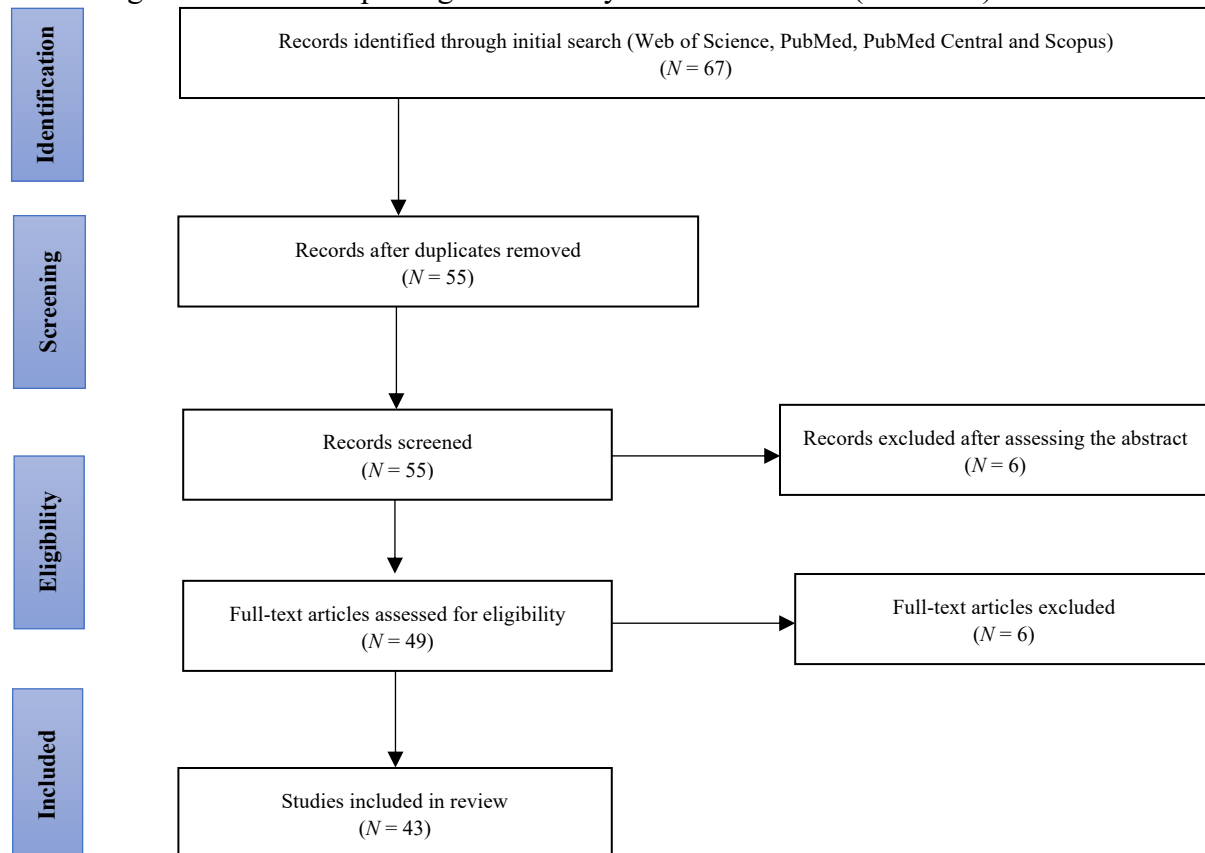 Identification
Records identified through initial search (Web of Science, PubMed, PubMed Central and Scopus)
(N = 67)
Screening
Records after duplicates removed
(N = 55)
Records screened
(N = 55)
Records excluded after assessing the abstract
(N = 6)
Eligibility
Full-text articles assessed for eligibility
(N = 49)
Full-text articles excluded
(N = 6)
Included
Studies included in review
(N = 43)